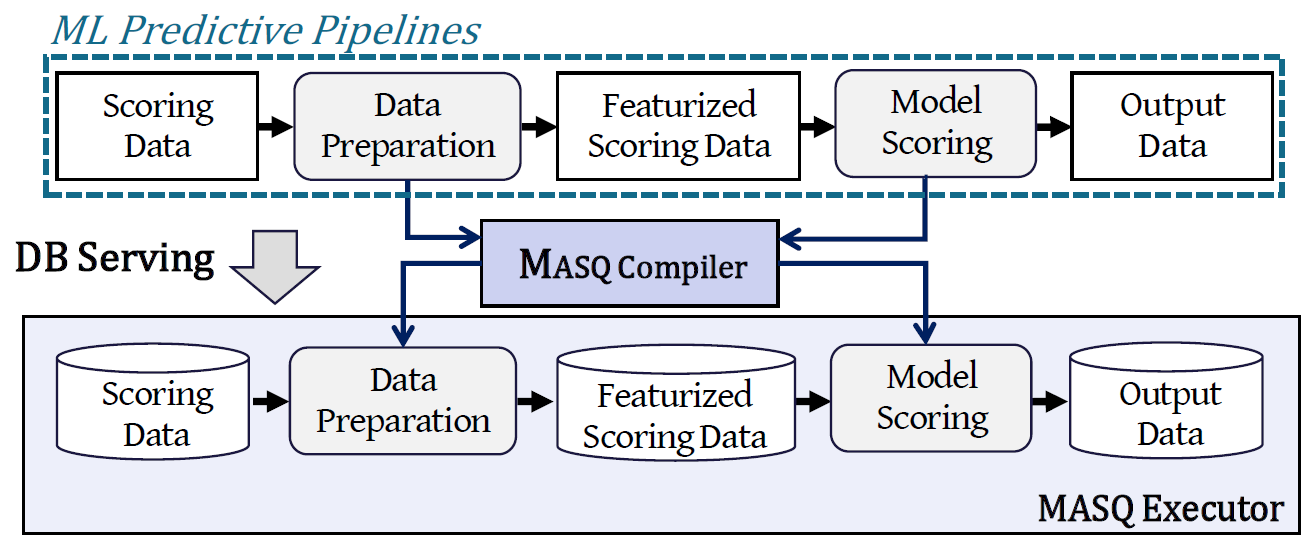 ML Predictive Pipelines
Scoring
Data
Data
Preparation
Featurized
Scoring Data
Model
Scoring
Output
Data
DB Serving
MASQ Compiler
Scoring
Data
Data
Preparation
Featurized
Scoring Data
Model
Scoring
Output
Data
MASQ Executor